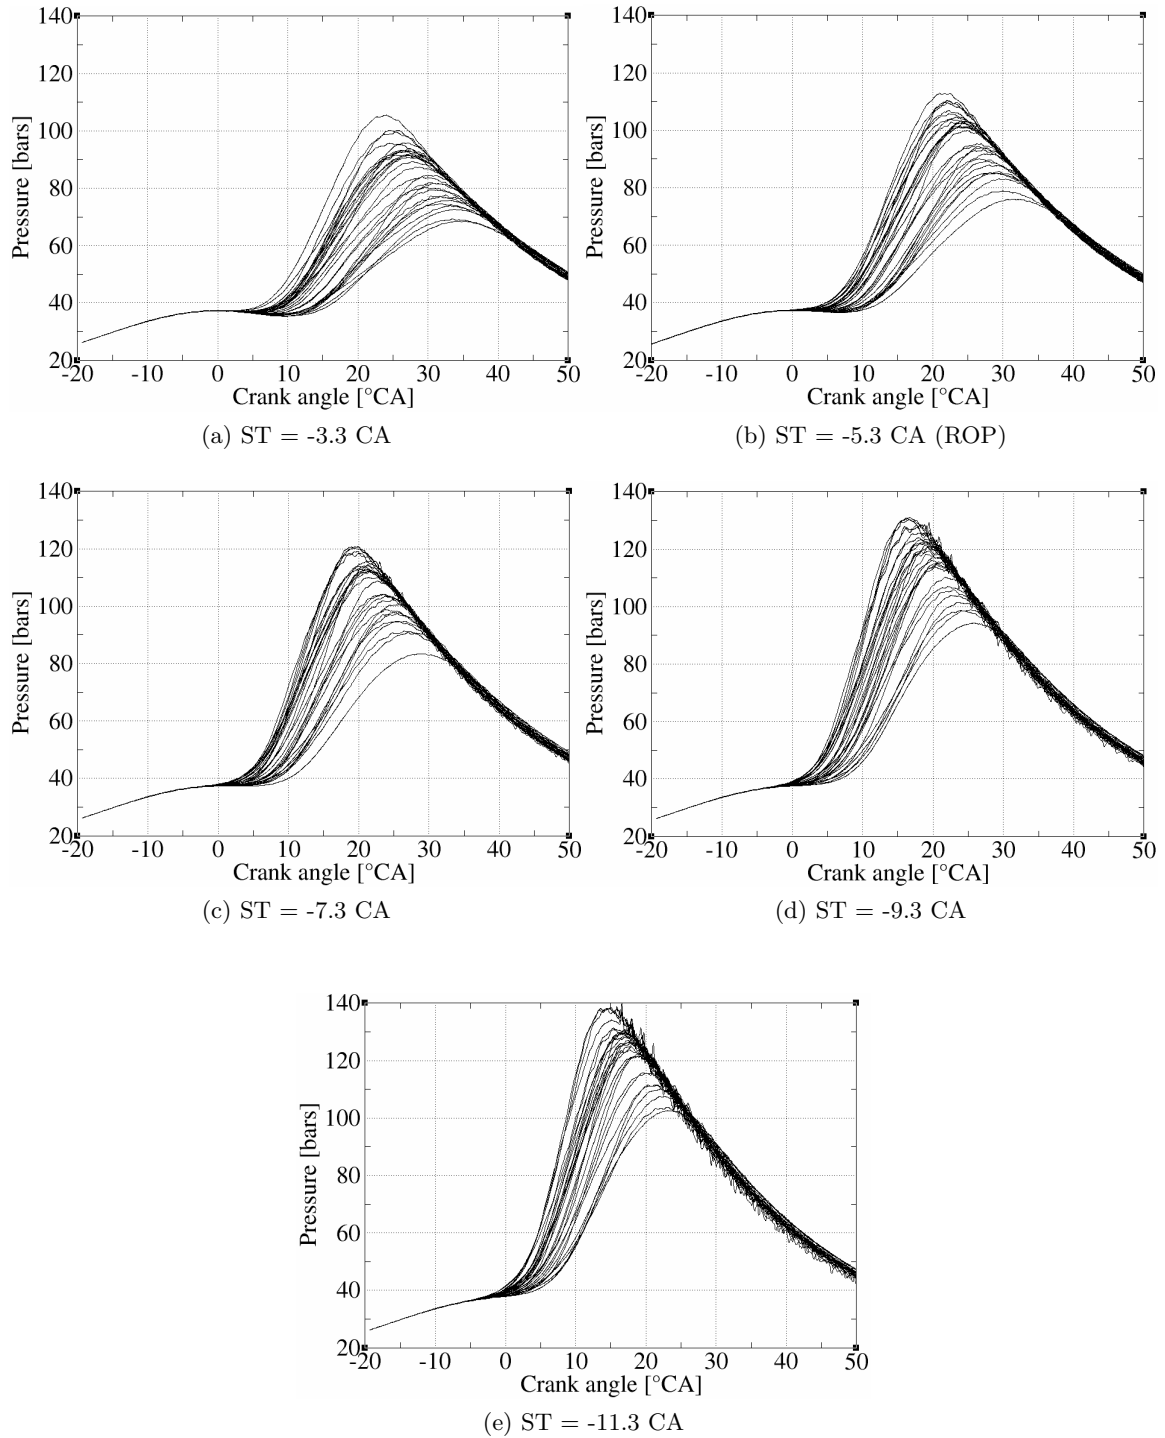 140
120
100
80
60
40
20
Pressure [bars]
-20 -10 0 10 20 30 40 50
Crank angle [°CA]
(a) ST = -3.3 CA
140
120
100
80
60
40
20
Pressure [bars]
-20 -10 0 10 20 30 40 50
Crank angle [°CA]
(b) ST = -5.3 CA (ROP)
140
120
100
80
60
40
20
Pressure [bars]
-20 -10 0 10 20 30 40 50
Crank angle [°CA]
(c) ST = -7.3 CA
140
120
100
80
60
40
20
Pressure [bars]
-20 -10 0 10 20 30 40 50
Crank angle [°CA]
(d) ST = -9.3 CA
140
120
100
80
60
40
20
Pressure [bars]
-20 -10 0 10 20 30 40 50
Crank angle [°CA]
(e) ST = -11.3 CA